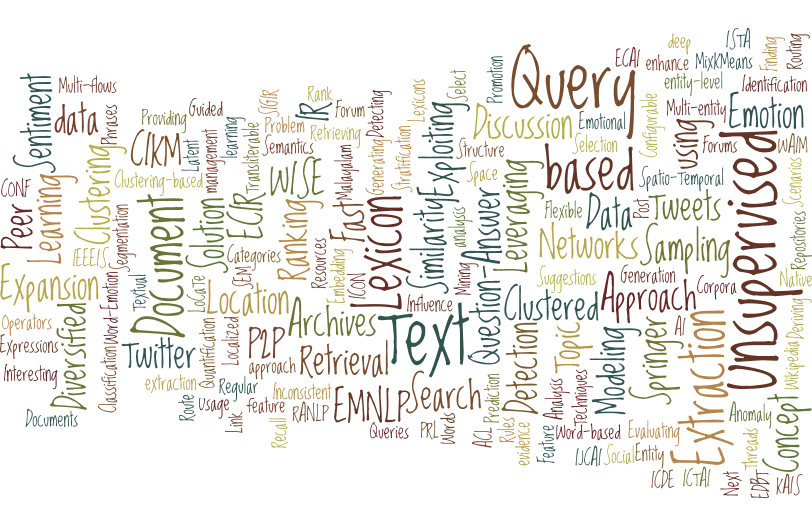 Multi-flows
Sentiment
data
Phrases
Providing
Guided
CIKM
Latent
management
learning
SIGIR
Problem
Transliterable
Rank
IR
Forum
Retrieving
Semantics
Malayalam
Detecting
Generating
Lexicons
Stratification
Select
Promotion
Query
ECAI
deep
enhance
ISTA
MixKMeans
Finding
Routing
entity-level
Identification
Multi-entity
Emotion
Discussion
Emotional
Configurable
Selection
using
Forums
WAIM
Structure
Exploiting
Space
based
Spatio-Temporal
Unsupervised
Scenarios
CONF
Peer
Learning
Clustering
Clustering-based
WISE
Similarity
analysis
Leveraging
Flexible
Data
Post
Tweets
Repositories
IEEEIS
Segmentation
Document
Solution
ECIR
Ranking
Fast
Lexicon
Question-Answer
Networks
Sampling
Categories
Resources
Embedding
ICON
Mining
Suggestions
Generation
Corpora
Native
Expansion
Word-Emotion
Textual
LoCaTe
SEM
Location
Influence
Clustered
Approach
Operators
Diversified
Archives
Text
AI
Deriving
Expressions
Classification
Twitter
Quantification
Localized
P2P
approach
Retrieval
Detection
Topic
Modeling
Springer
Extraction
Wikipedia
Interesting
extraction
Regular
Inconsistent
EMNLP
Search
Prediction
Analysis
Techniques
Concept
Documents
Route
Usage
Link
feature
RANLP
Recall
Queries
PRL
Words
ACL
Rules
evidence
Feature
Word-based
Evaluating
Anomaly
IJCAI
Social
Entity
Threads
ICDE
ICTAI
Next
EDBT
KAIS